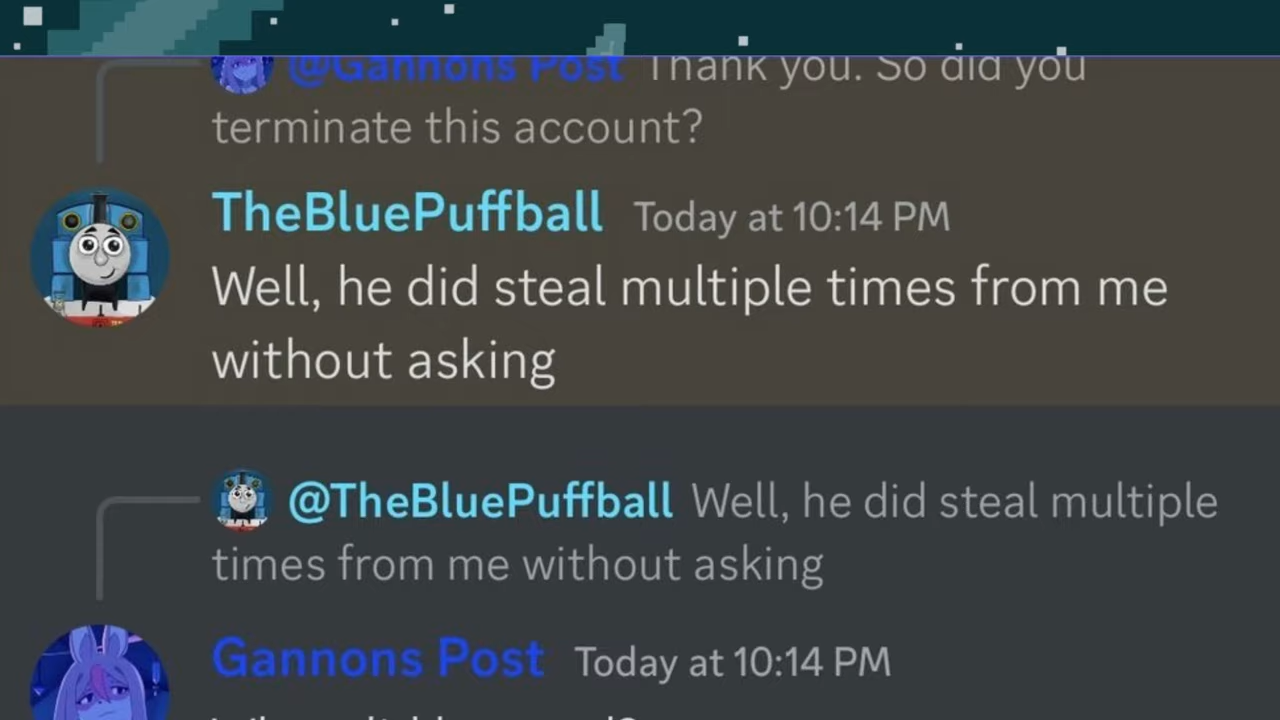 @Gannons Post Thank you. So did you
terminate this account?
TheBluePuffball Today at 10:14 PM
Well, he did steal multiple times from me
without asking
@TheBluePuffball Well, he did steal multiple
times from me without asking
Gannons Post Today at 10:14 PM